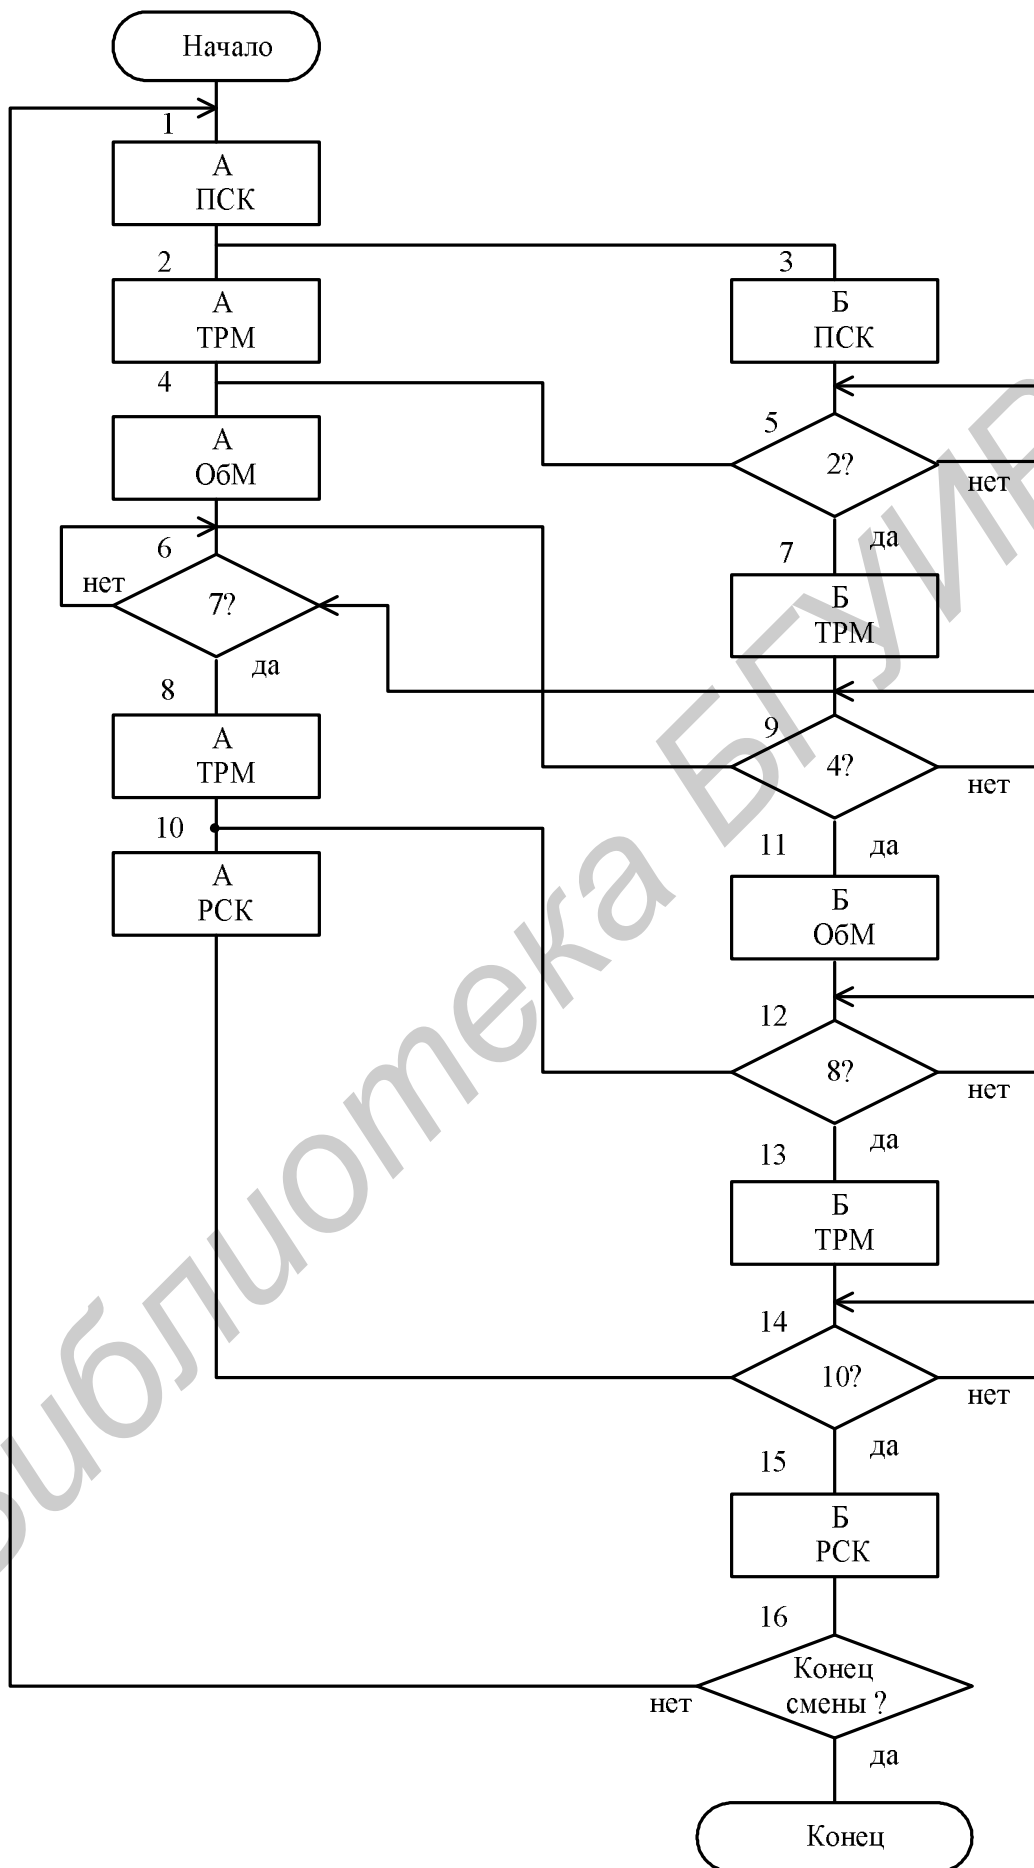 Начало
1
А
ПСК
2
3
А
ТРМ
Б
ПСК
4
5
А
ОбМ
2?
нет
да
6
7
нет
7?
Б
ТРМ
да
8
9
А
ТРМ
4?
нет
10
11
да
А
РСК
Б
ОбМ
12
8?
нет
да
13
Б
ТРМ
14
10?
нет
да
15
Б
РСК
16
Конец
смены ?
нет
да
Конец
библиотека БГУИР